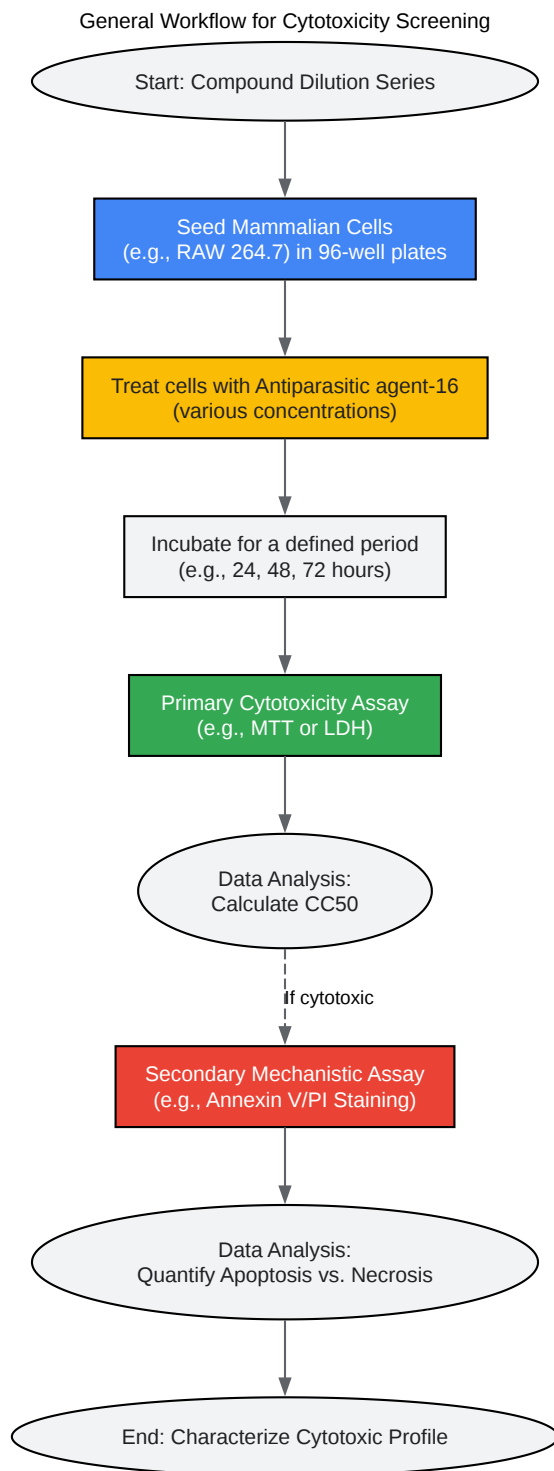 General Workflow for Cytotoxicity Screening
Start: Compound Dilution Series
Seed Mammalian Cells
(e.g., RAW 264.7) in 96-well plates
Treat cells with Antiparasitic agent-16
(various concentrations)
Incubate for a defined period
(e.g., 24, 48, 72 hours)
Primary Cytotoxicity Assay
(e.g., MTT or LDH)
Data Analysis:
Calculate CC50
If cytotoxic
Secondary Mechanistic Assay
(e.g., Annexin V/PI Staining)
Data Analysis:
Quantify Apoptosis vs. Necrosis
End: Characterize Cytotoxic Profile